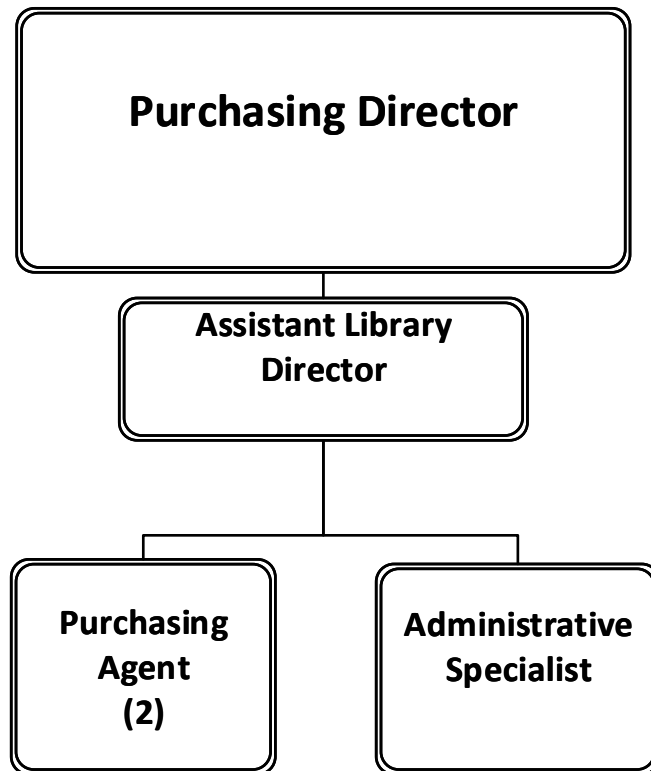 Purchasing Director
Assistant Library
Director
Purchasing
Agent
(2)
Administrative
Specialist